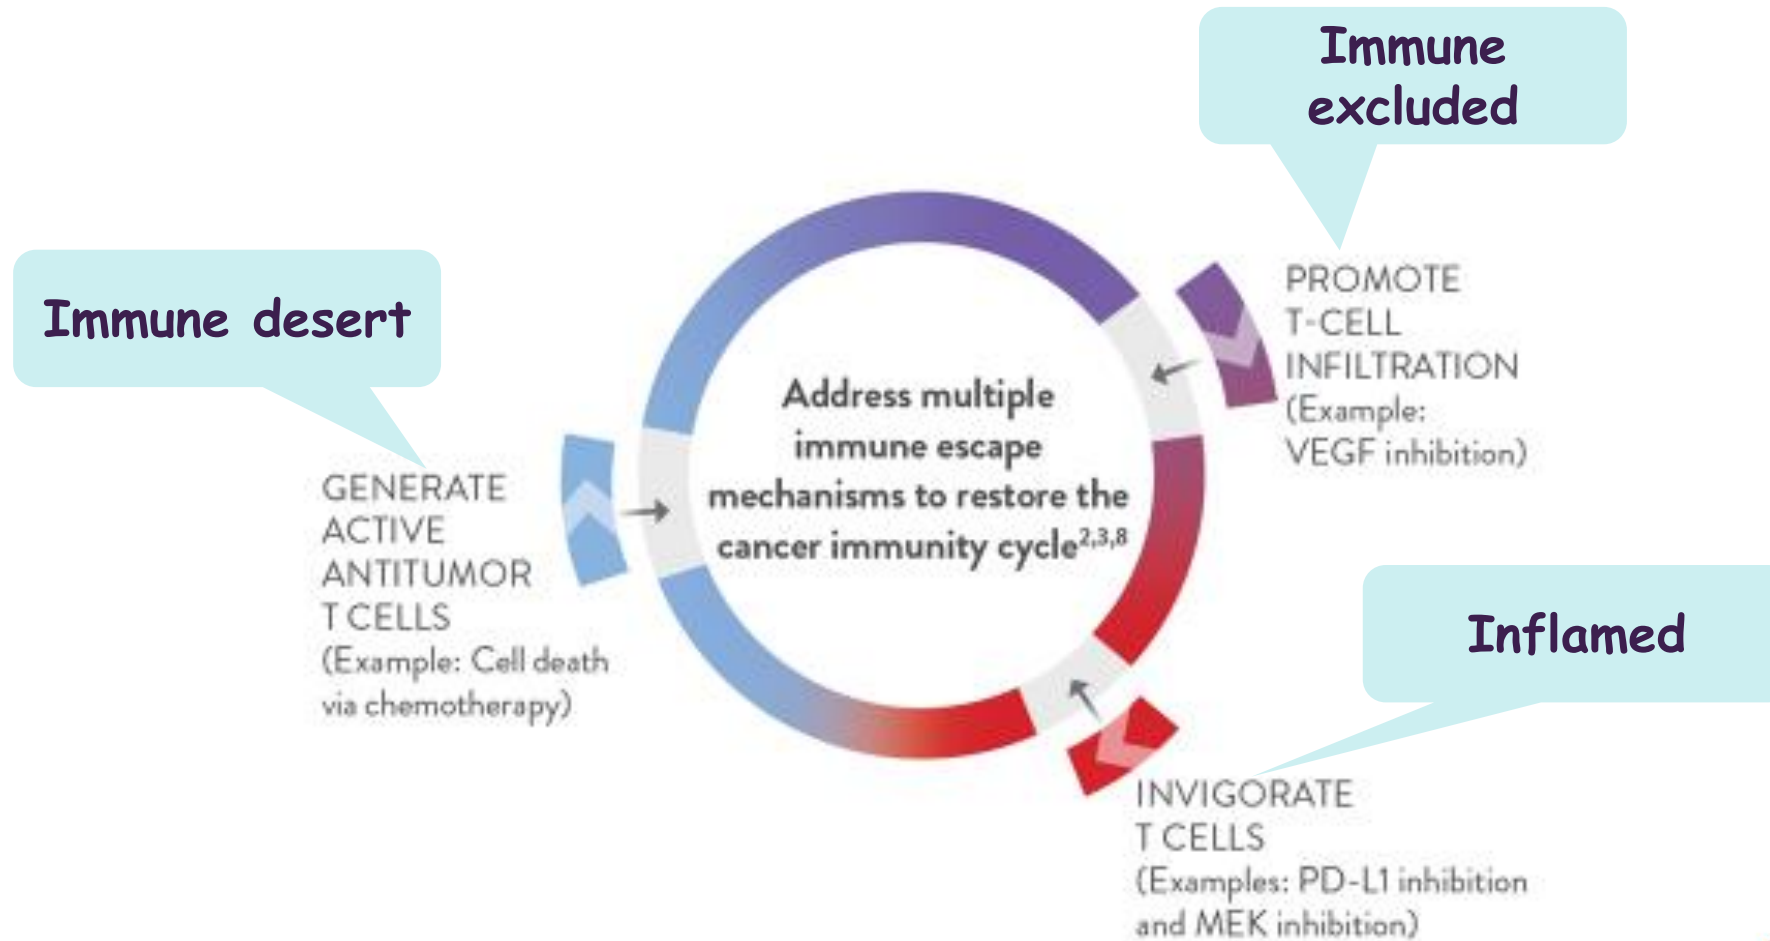 Immune
excluded
Immune desert
PROMOTE
T-CELL
INFILTRATION
(Example:
VEGF inhibition)
Address multiple
immune escape
mechanisms to restore the
cancer immunity cycle2,3,8
GENERATE
ACTIVE
ANTITUMOR
T CELLS
(Example: Cell death
via chemotherapy)
Inflamed
INVIGORATE
T CELLS
(Examples: PD-L1 inhibition
and MEK inhibition)